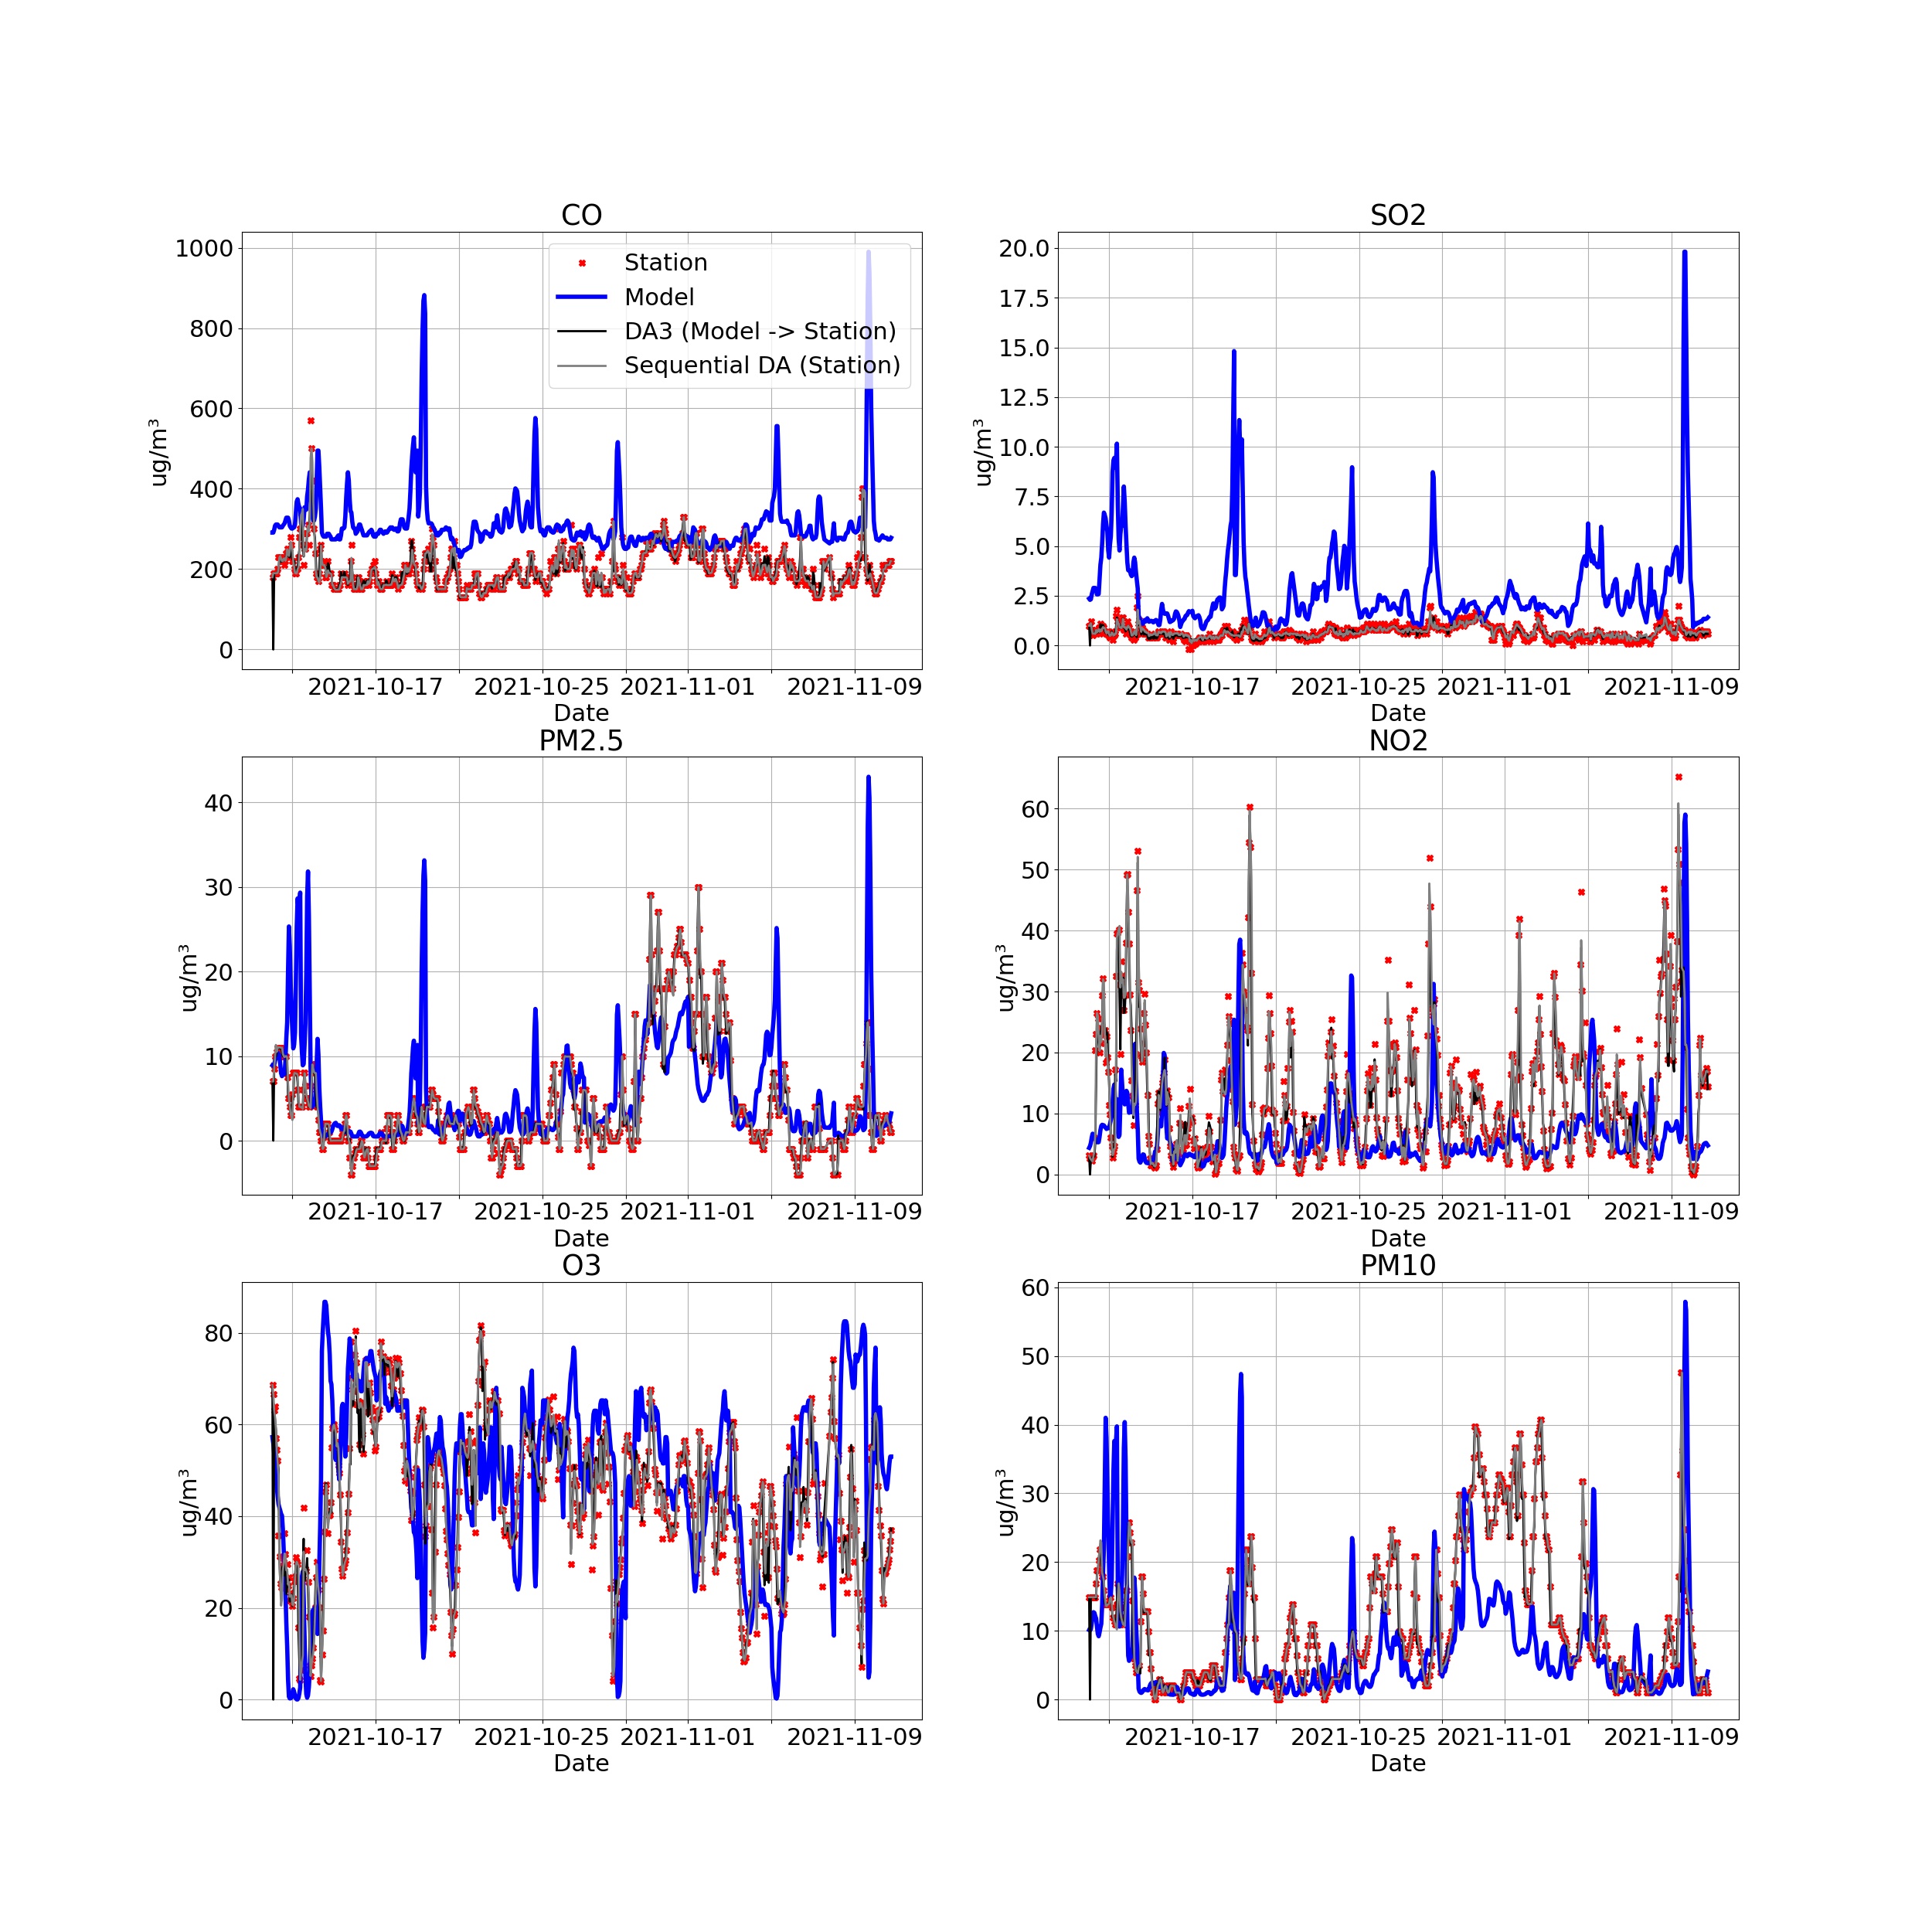 CO
1000
800
600
400
200
0
ug/m³
Station
Model
DA3 (Model -> Station)
Sequential DA (Station)
2021-10-17 2021-10-25 2021-11-01 2021-11-09
Date
SO2
20.0
17.5
15.0
12.5
10.0
7.5
5.0
2.5
0.0
ug/m³
2021-10-17 2021-10-25 2021-11-01 2021-11-09
Date
PM2.5
40
30
20
10
0
ug/m³
2021-10-17 2021-10-25 2021-11-01 2021-11-09
Date
NO2
60
50
40
30
20
10
0
ug/m³
2021-10-17 2021-10-25 2021-11-01 2021-11-09
Date
O3
80
60
40
20
0
ug/m³
2021-10-17 2021-10-25 2021-11-01 2021-11-09
Date
PM10
60
50
40
30
20
10
0
ug/m³
2021-10-17 2021-10-25 2021-11-01 2021-11-09
Date